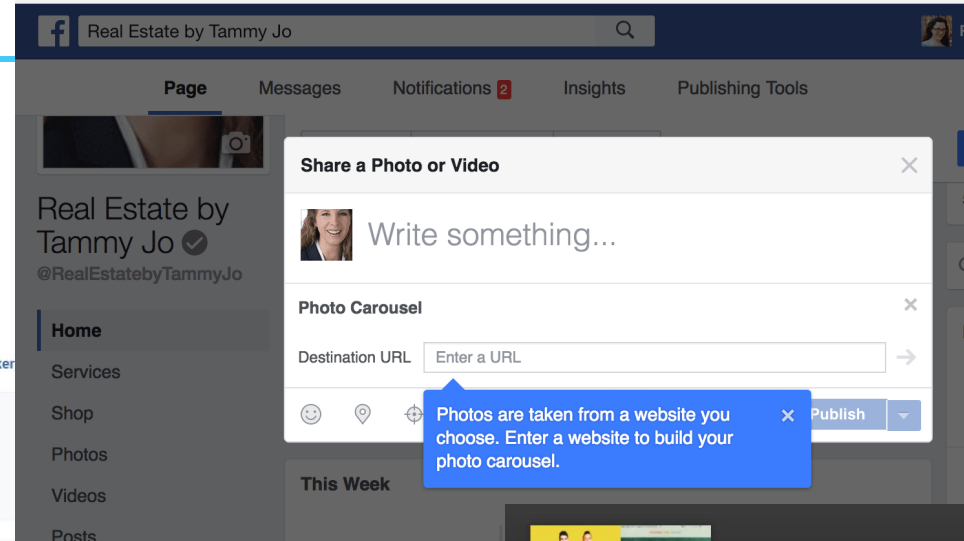 f
Real Estate by Tammy Jo
Page
Messages
Notifications 2
Insights
Publishing Tools
Real Estate by
Tammy Jo
@RealEstatebyTammyJo
Home
Services
Shop
Photos
Videos
Posts
Share a Photo or Video
Write something...
Photo Carousel
Destination URL
Enter a URL
Photos are taken from a website you
choose. Enter a website to build your
photo carousel.
Publish
This Week